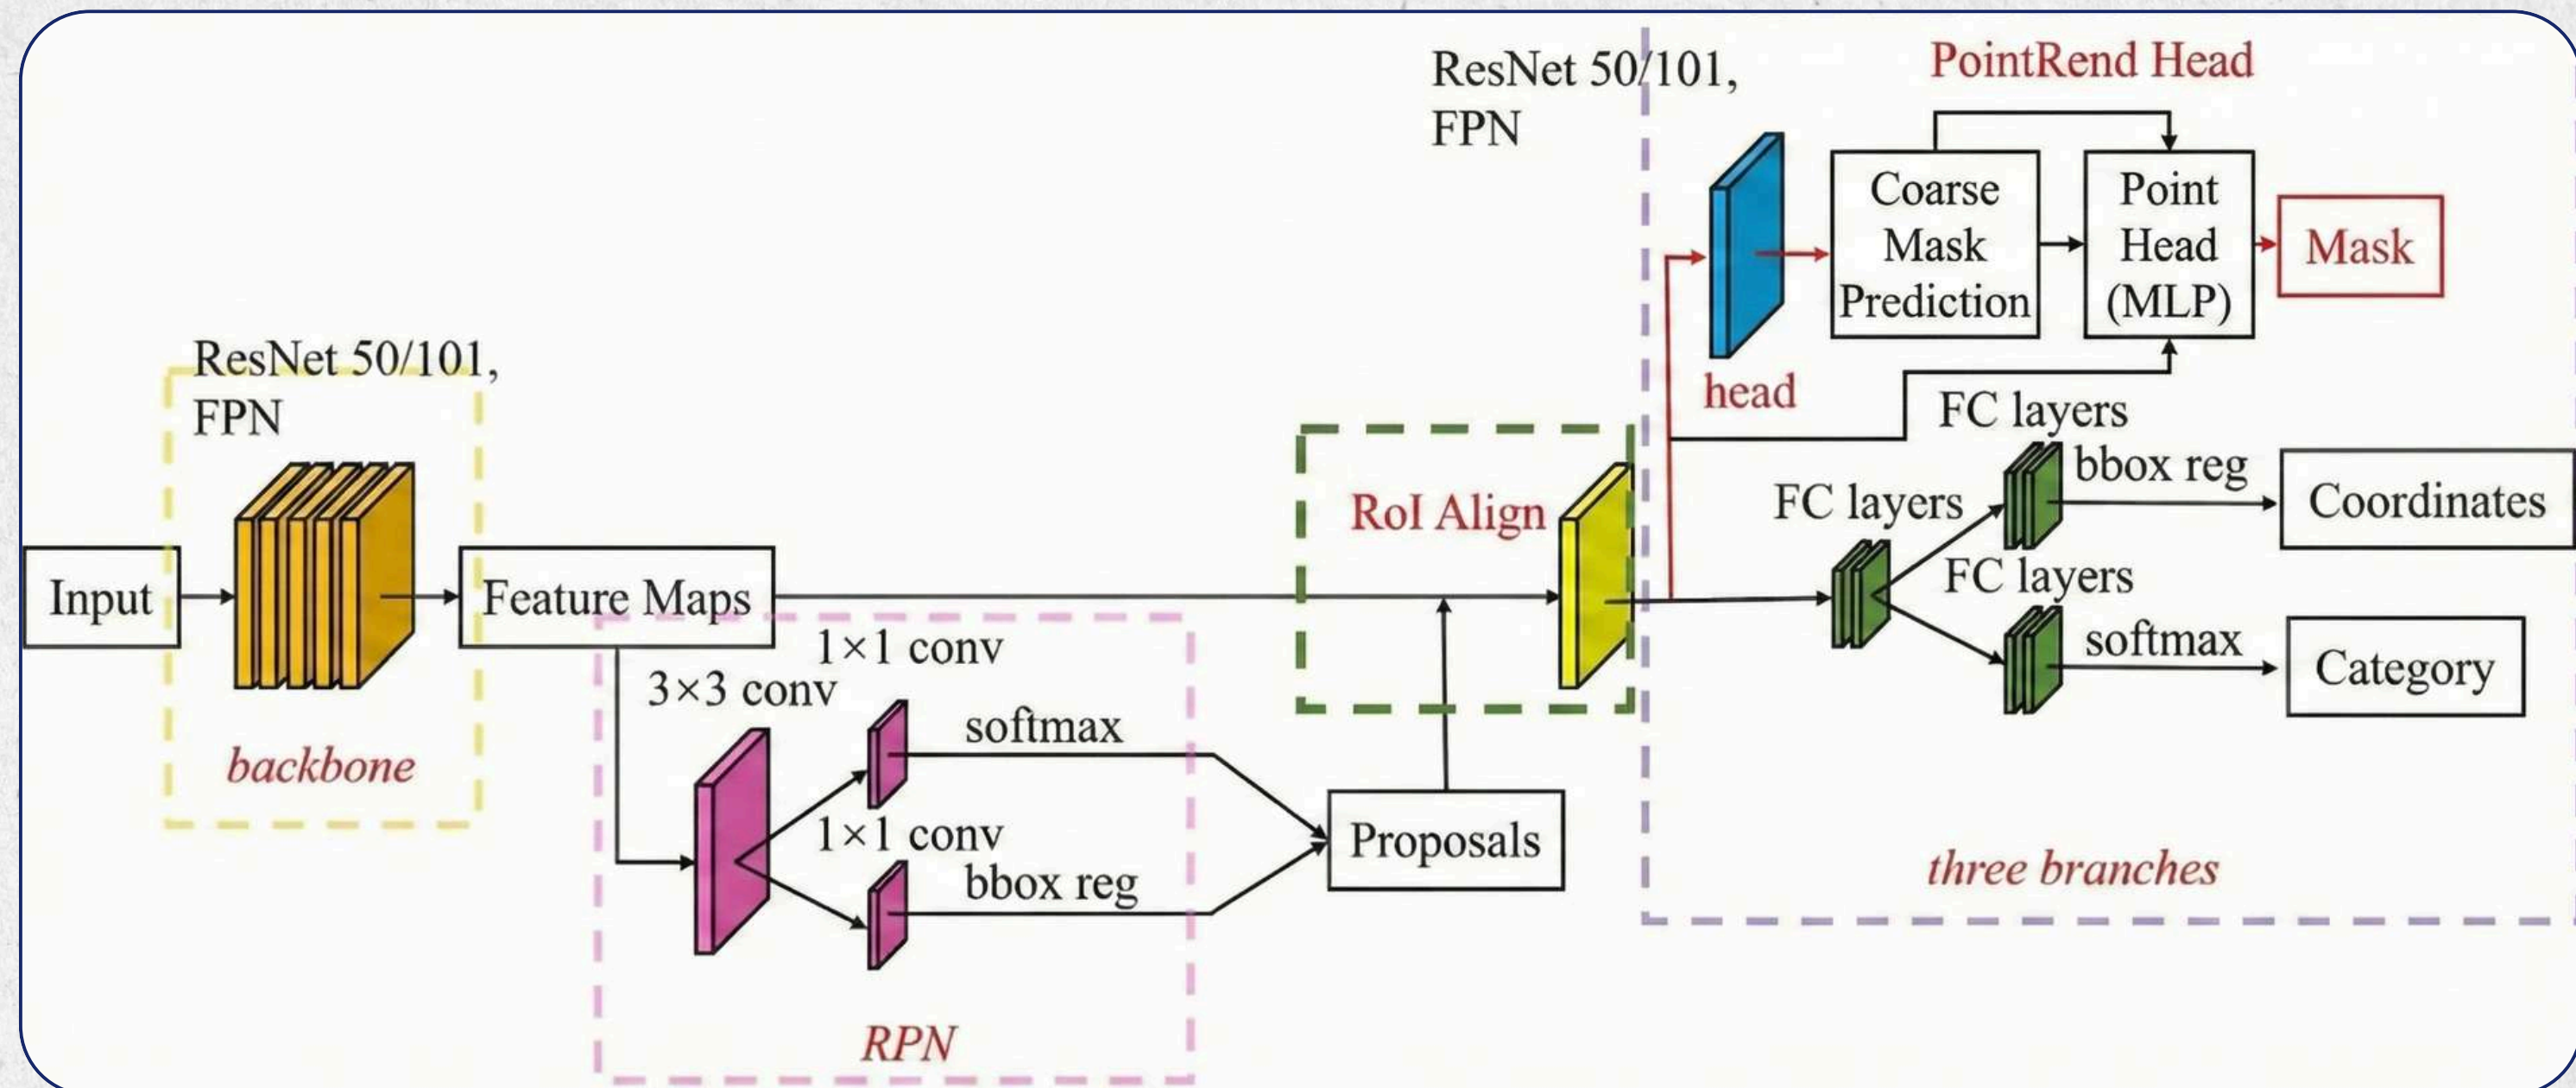 ResNet 50/101,
FPN
PointRend Head
Coarse
Mask
Prediction
Point
Head
(MLP)
Mask
head
ResNet 50/101,
FPN
Input
backbone
Feature Maps
RoI Align
FC layers
FC layers
bbox reg
Coordinates
FC layers
softmax
Category
1×1 conv
3×3 conv
softmax
1×1 conv
bbox reg
Proposals
RPN
three branches